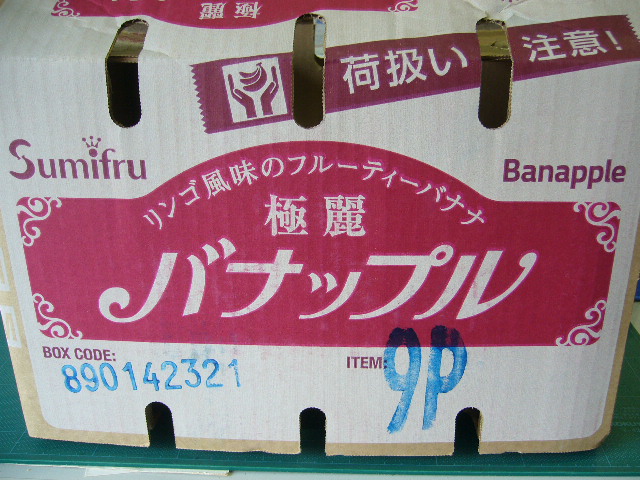 極麗
荷扱い注意!
Sumifru
Banapple
リンゴ風味のフルーティーバナナ
極麗
バナップル
BOX CODE:
890142321
ITEM: 9P